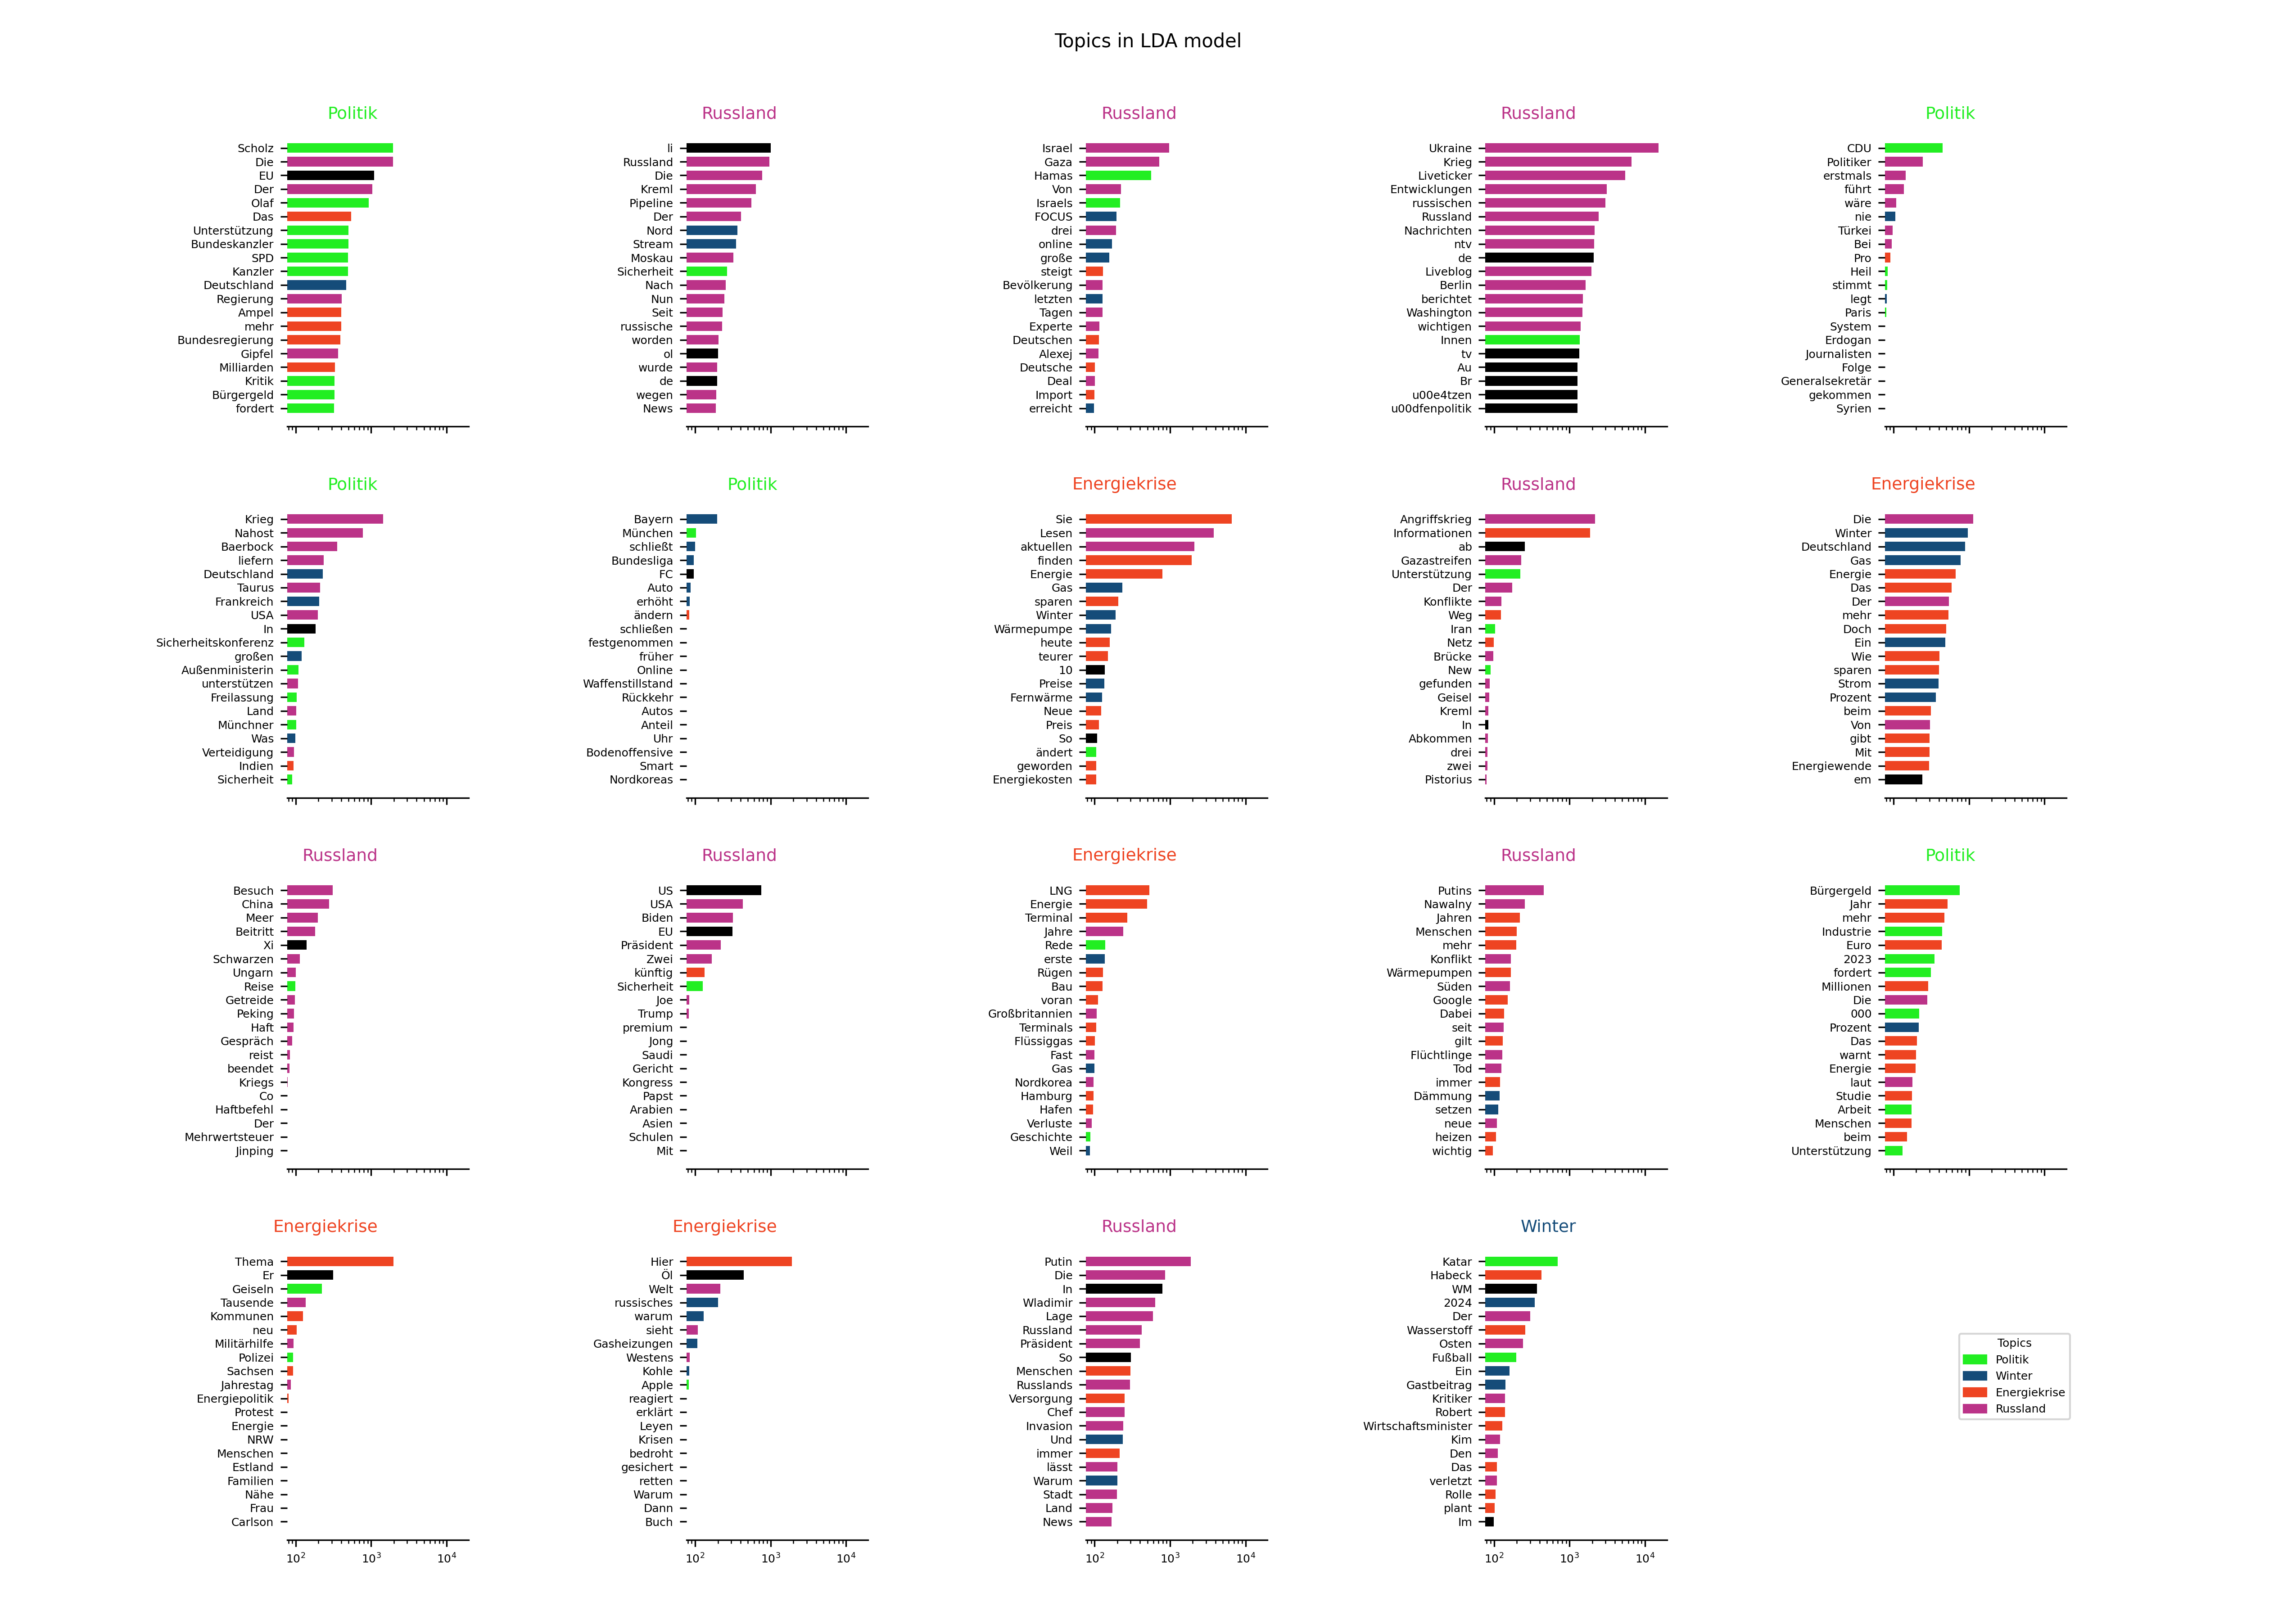 Topics in LDA model
Politik
Scholz
Die
EU
Der
Olaf
Das
Unterstützung
Bundeskanzler
SPD
Kanzler
Deutschland
Regierung
Ampel
mehr
Bundesregierung
Gipfel
Milliarden
Kritik
Bürgergeld
fordert
Russland
li
Russland
Die
Kreml
Pipeline
Der
Nord
Stream
Moskau
Sicherheit
Nach
Nun
Seit
russische
worden
ol
wurde
de
wegen
News
Russland
Israel
Gaza
Hamas
Von
Israels
FOCUS
drei
online
große
steigt
Bevölkerung
letzten
Tagen
Experte
Deutschen
Alexej
Deutsche
Deal
Import
erreicht
Russland
Ukraine
Krieg
Liveticker
Entwicklungen
russischen
Russland
Nachrichten
ntv
de
Liveblog
Berlin
berichtet
Washington
wichtigen
Innen
tv
Au
Br
u00e4tzen
u00dfenpolitik
Politik
CDU
Politiker
erstmals
führt
wäre
nie
Türkei
Bei
Pro
Heil
stimmt
legt
Paris
System
Erdogan
Journalisten
Folge
Generalsekretär
gekommen
Syrien
Politik
Krieg
Nahost
Baerbock
liefern
Deutschland
Taurus
Frankreich
USA
In
Sicherheitskonferenz
großen
Außenministerin
unterstützen
Freilassung
Land
Münchner
Was
Verteidigung
Indien
Sicherheit
Politik
Bayern
München
schließt
Bundesliga
FC
Auto
erhöht
ändern
schließen
festgenommen
früher
Online
Waffenstillstand
Rückkehr
Autos
Anteil
Uhr
Bodenoffensive
Smart
Nordkoreas
Energiekrise
Sie
Lesen
aktuellen
finden
Energie
Gas
sparen
Winter
Wärmepumpe
heute
teurer
10
Preise
Fernwärme
Neue
Preis
So
ändert
geworden
Energiekosten
Russland
Angriffskrieg
Informationen
ab
Gazastreifen
Unterstützung
Der
Konflikte
Weg
Iran
Netz
Brücke
New
gefunden
Geisel
Kreml
In
Abkommen
drei
zwei
Pistorius
Energiekrise
Die
Winter
Deutschland
Gas
Energie
Das
Der
mehr
Doch
Ein
Wie
sparen
Strom
Prozent
beim
Von
gibt
Mit
Energiewende
em
Russland
Besuch
China
Meer
Beitritt
Xi
Schwarzen
Ungarn
Reise
Getreide
Peking
Haft
Gespräch
reist
beendet
Kriegs
Co
Haftbefehl
Der
Mehrwertsteuer
Jinping
Russland
US
USA
Biden
EU
Präsident
Zwei
künftig
Sicherheit
Joe
Trump
premium
Jong
Saudi
Gericht
Kongress
Papst
Arabien
Asien
Schulen
Mit
Energiekrise
LNG
Energie
Terminal
Jahre
Rede
erste
Rügen
Bau
voran
Großbritannien
Terminals
Flüssiggas
Fast
Gas
Nordkorea
Hamburg
Hafen
Verluste
Geschichte
Weil
Russland
Putins
Nawalny
Jahren
Menschen
mehr
Konflikt
Wärmepumpen
Süden
Google
Dabei
seit
gilt
Flüchtlinge
Tod
immer
Dämmung
setzen
neue
heizen
wichtig
Politik
Bürgergeld
Jahr
mehr
Industrie
Euro
2023
fordert
Millionen
Die
000
Prozent
Das
warnt
Energie
laut
Studie
Arbeit
Menschen
beim
Unterstützung
Energiekrise
Thema
Er
Geiseln
Tausende
Kommunen
neu
Militärhilfe
Polizei
Sachsen
Jahrestag
Energiepolitik
Protest
Energie
NRW
Menschen
Estland
Familien
Nähe
Frau
Carlson
10² 10³ 10⁴
Energiekrise
Hier
Öl
Welt
russisches
warum
sieht
Gasheizungen
Westens
Kohle
Apple
reagiert
erklärt
Leyen
Krisen
bedroht
gesichert
retten
Warum
Dann
Buch
10² 10³ 10⁴
Russland
Putin
Die
In
Wladimir
Lage
Russland
Präsident
So
Menschen
Russlands
Versorgung
Chef
Invasion
Und
immer
lässt
Warum
Stadt
Land
News
10² 10³ 10⁴
Winter
Katar
Habeck
WM
2024
Der
Wasserstoff
Osten
Fußball
Ein
Gastbeitrag
Kritiker
Robert
Wirtschaftsminister
Kim
Den
Das
verletzt
Rolle
plant
Im
10² 10³ 10⁴
Topics
Politik
Winter
Energiekrise
Russland